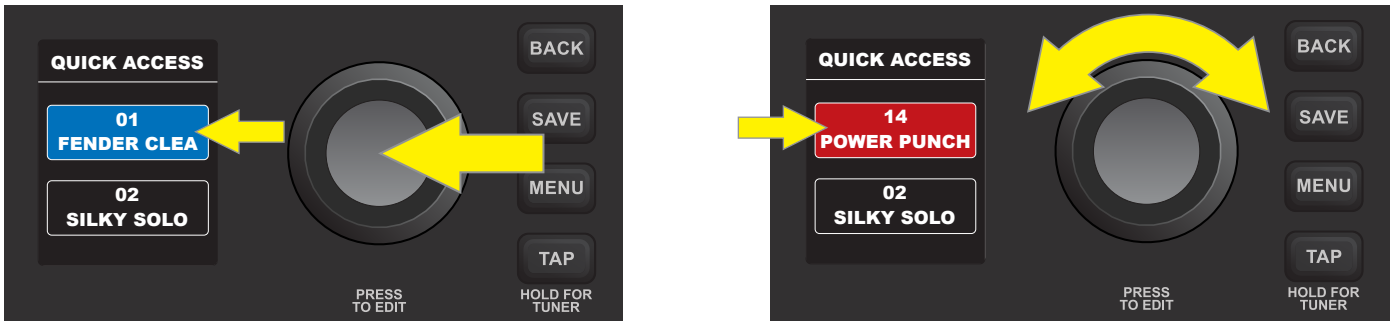 QUICK ACCESS
01
FENDER CLEA
02
SILKY SOLO
BACK
SAVE
MENU
TAP
PRESS
TO EDIT
HOLD FOR
TUNER
QUICK ACCESS
14
POWER PUNCH
02
SILKY SOLO
BACK
SAVE
MENU
TAP
PRESS
TO EDIT
HOLD FOR
TUNER